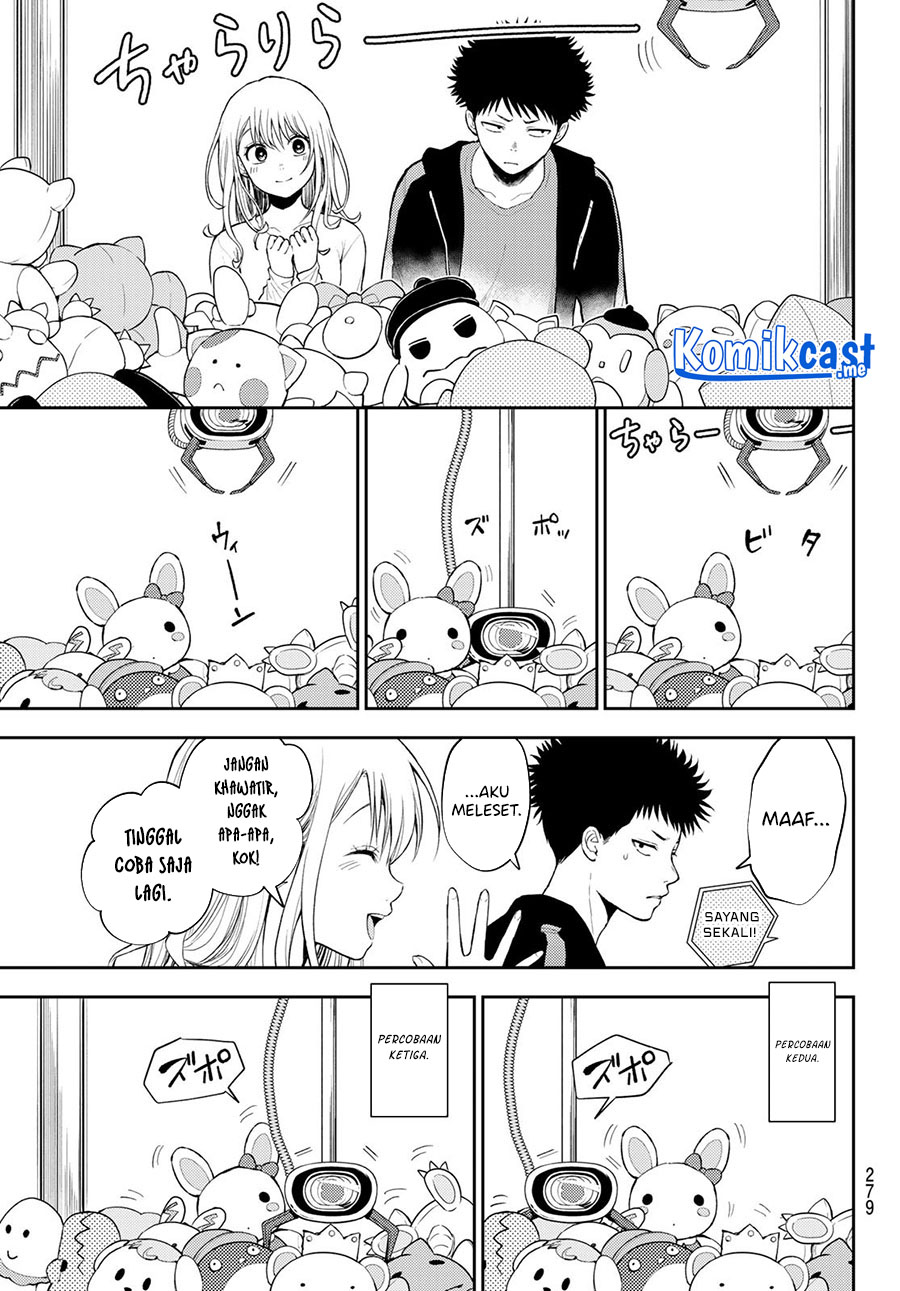 ちゃらりらー
Komikcast
.me
ちゃらー
ビタ
ズポッ
ウィーン
MAAF...
SAYANG
SEKALI!
...AKU
MELESET.
JANGAN
KHAWATIR,
NGGAK
APA-APA,
KOK!
TINGGAL
COBA SAJA
LAGI.
PERCOBAAN
KEDUA.
ズポ
PERCOBAAN
KETIGA.
ズポ
279